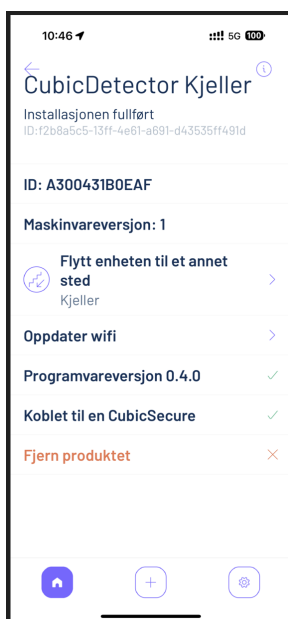 10:46
5G 100
CubicDetector Kjeller
Installasjonen fullført
ID:f2b8a5c5-13ff-4e61-a691-d43535ff491d
ID: A300431B0EAF
Maskinvareversjon: 1
Flytt enheten til et annet
sted
Kjeller
Oppdater wifi
Programvareversjon 0.4.0
Koblet til en CubicSecure
Fjern produktet